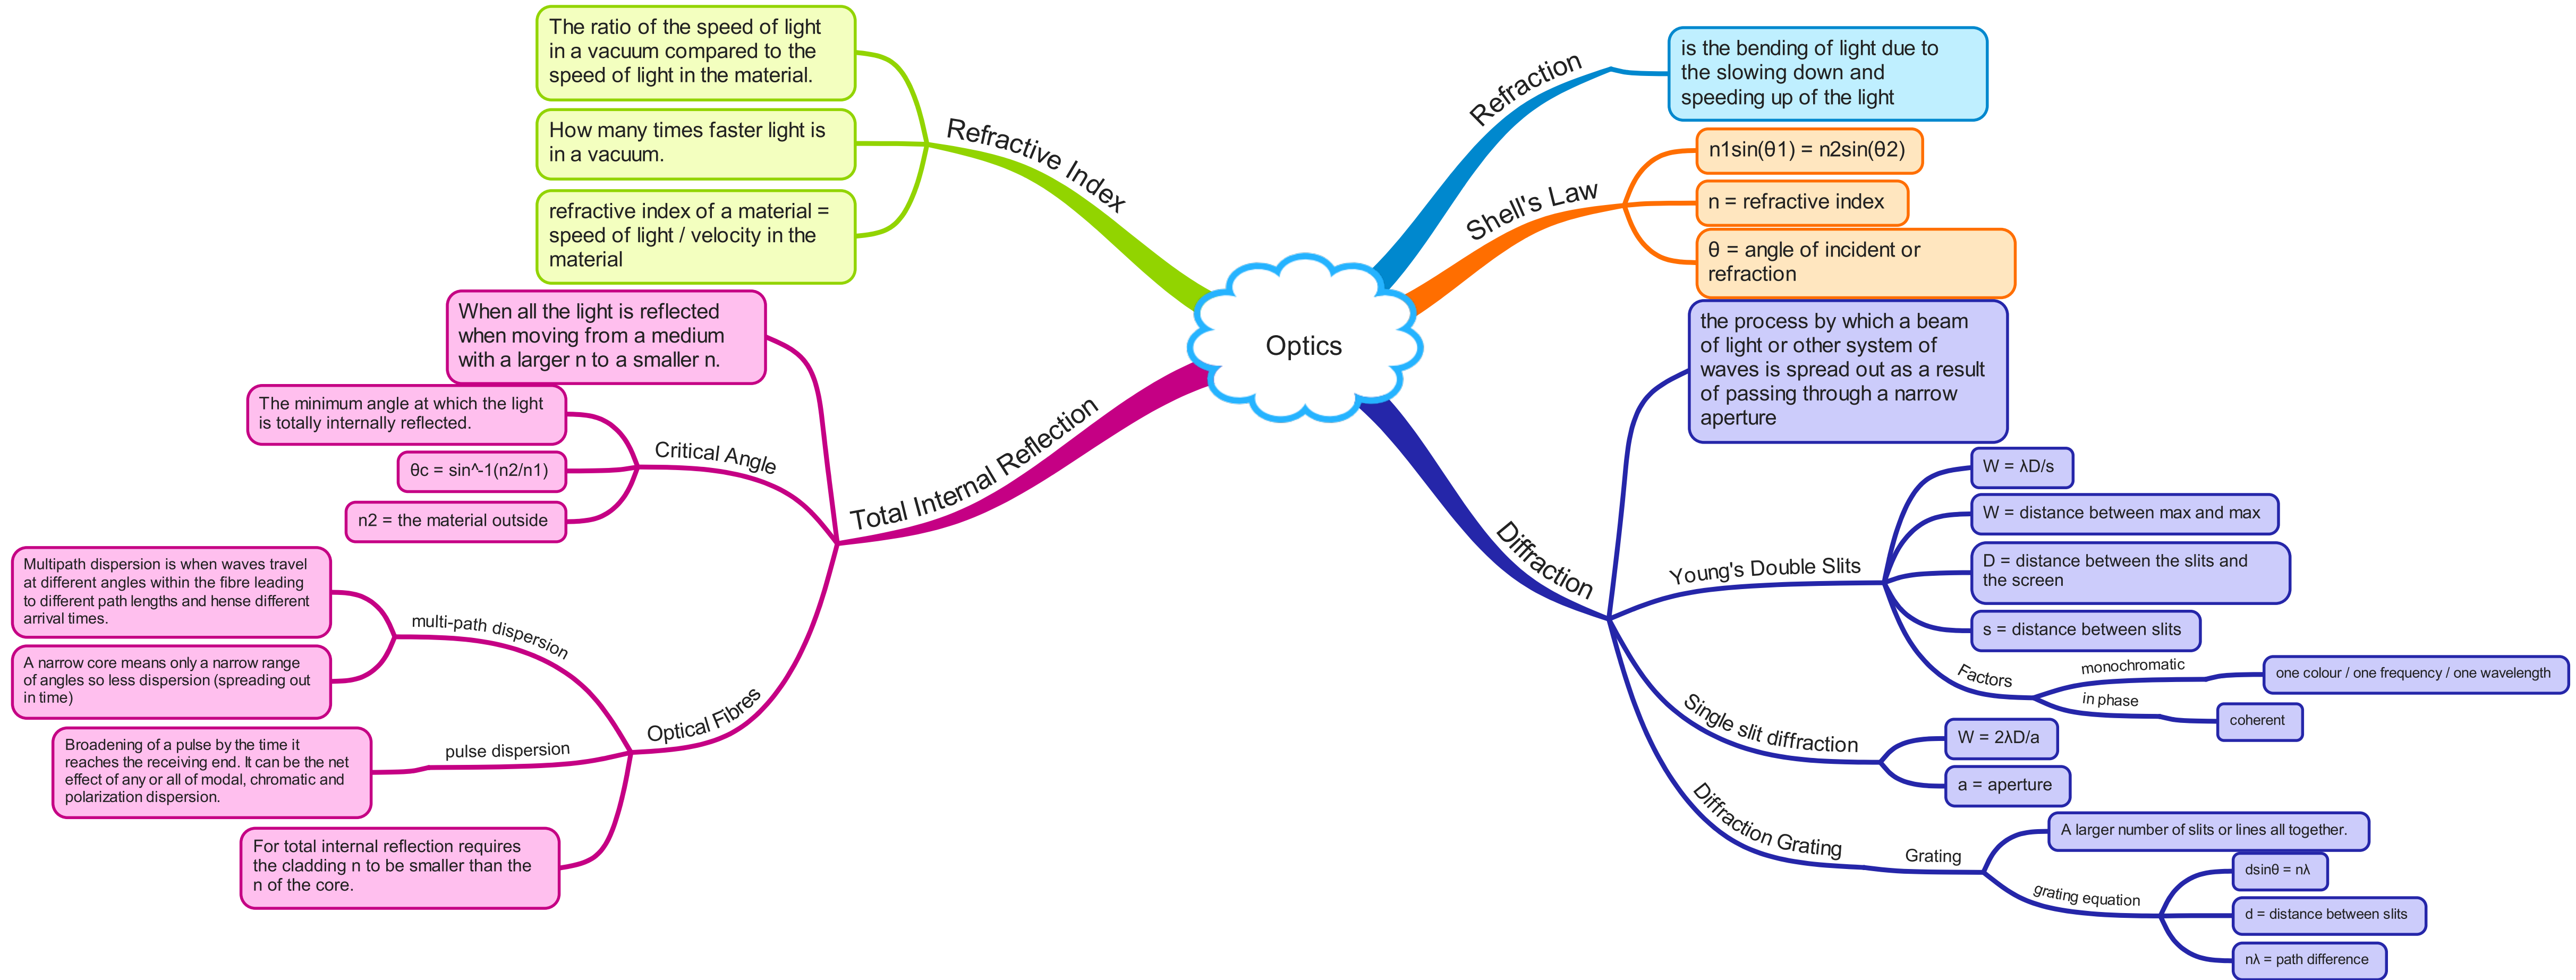 Optics
Refraction
is the bending of light due to
the slowing down and
speeding up of the light
Shell's Law
n1sin(θ1) = n2sin(θ2)
n = refractive index
θ = angle of incident or
refraction
Diffraction
the process by which a beam
of light or other system of
waves is spread out as a result
of passing through a narrow
aperture
Young's Double Slits
W = λD/s
W = distance between max and max
D = distance between the slits and
the screen
s = distance between slits
Factors
monochromatic
one colour / one frequency / one wavelength
in phase
coherent
Single slit diffraction
W = 2λD/a
a = aperture
Diffraction Grating
Grating
A larger number of slits or lines all together.
grating equation
dsinθ = nλ
d = distance between slits
nλ = path difference
Refractive Index
The ratio of the speed of light
in a vacuum compared to the
speed of light in the material.
How many times faster light is
in a vacuum.
refractive index of a material =
speed of light / velocity in the
material
Total Internal Reflection
When all the light is reflected
when moving from a medium
with a larger n to a smaller n.
Critical Angle
The minimum angle at which the light
is totally internally reflected.
θc = sin^-1(n2/n1)
n2 = the material outside
Optical Fibres
multi-path dispersion
Multipath dispersion is when waves travel
at different angles within the fibre leading
to different path lengths and hense different
arrival times.
A narrow core means only a narrow range
of angles so less dispersion (spreading out
in time)
pulse dispersion
Broadening of a pulse by the time it
reaches the receiving end. It can be the net
effect of any or all of modal, chromatic and
polarization dispersion.
For total internal reflection requires
the cladding n to be smaller than the
n of the core.